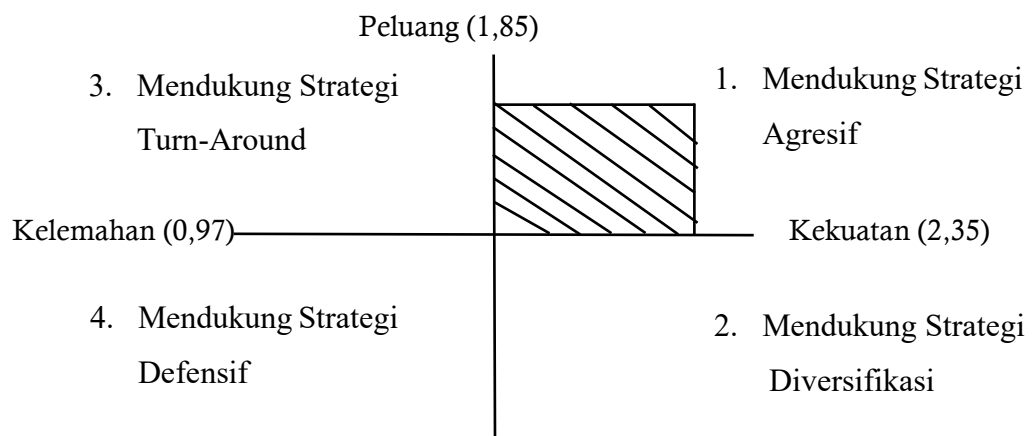 Peluang (1,85)
3. Mendukung Strategi
Turn-Around
1. Mendukung Strategi
Agresif
Kelemahan (0,97)
Kekuatan (2,35)
4. Mendukung Strategi
Defensif
2. Mendukung Strategi
Diversifikasi